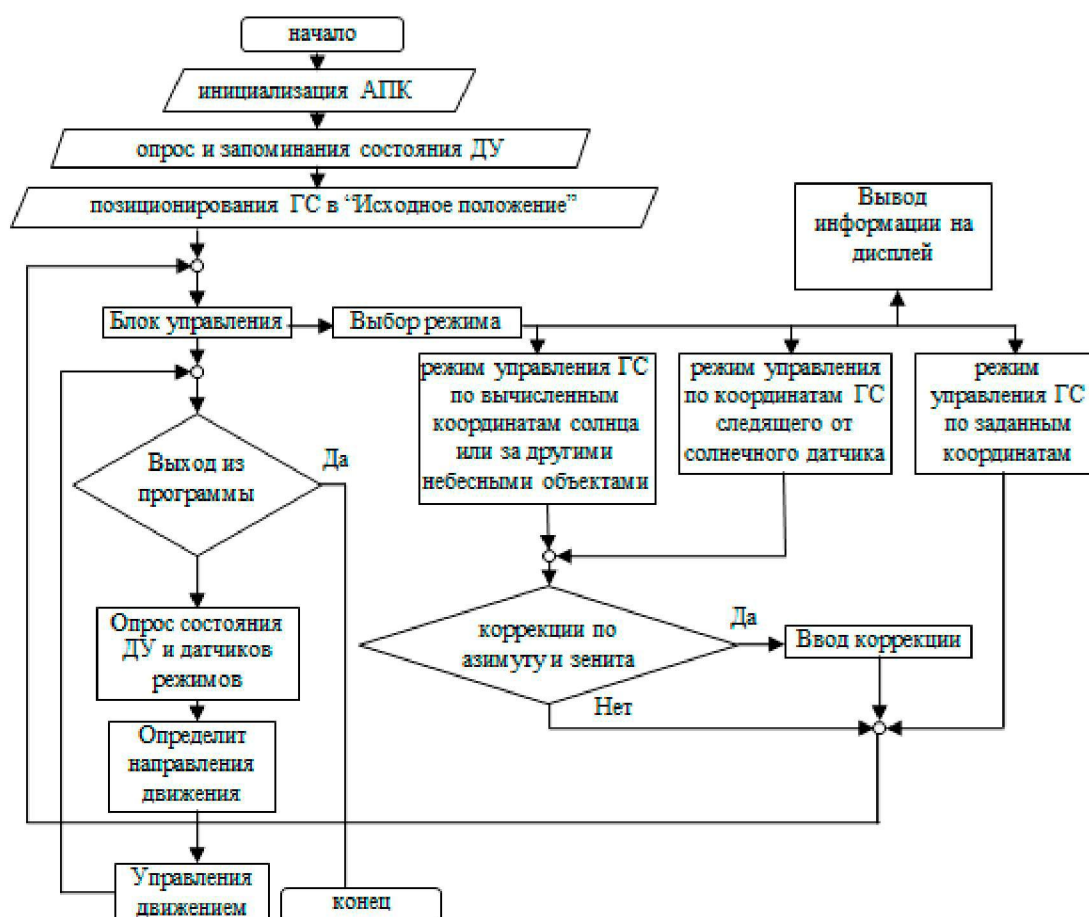 начало
инициализация АПК
опрос и запоминания состояния ДУ
позиционирования ГС в “Исходное положение”
Вывод
информации на
дисплей
Блок управления
Выбор режима
режим управления ГС
по вычисленным
координатам солнца
или за другими
небесными объектами
режим управления
по координатам ГС
следящего от
солнечного датчика
режим
управления ГС
по заданным
координатам
Выход из
программы
Да
Опрос состояния
ДУ и датчиков
режимов
коррекции по
азимуту и зенита
Да
Ввод коррекции
Нет
Определит
направления
движения
Управления
движением
конец